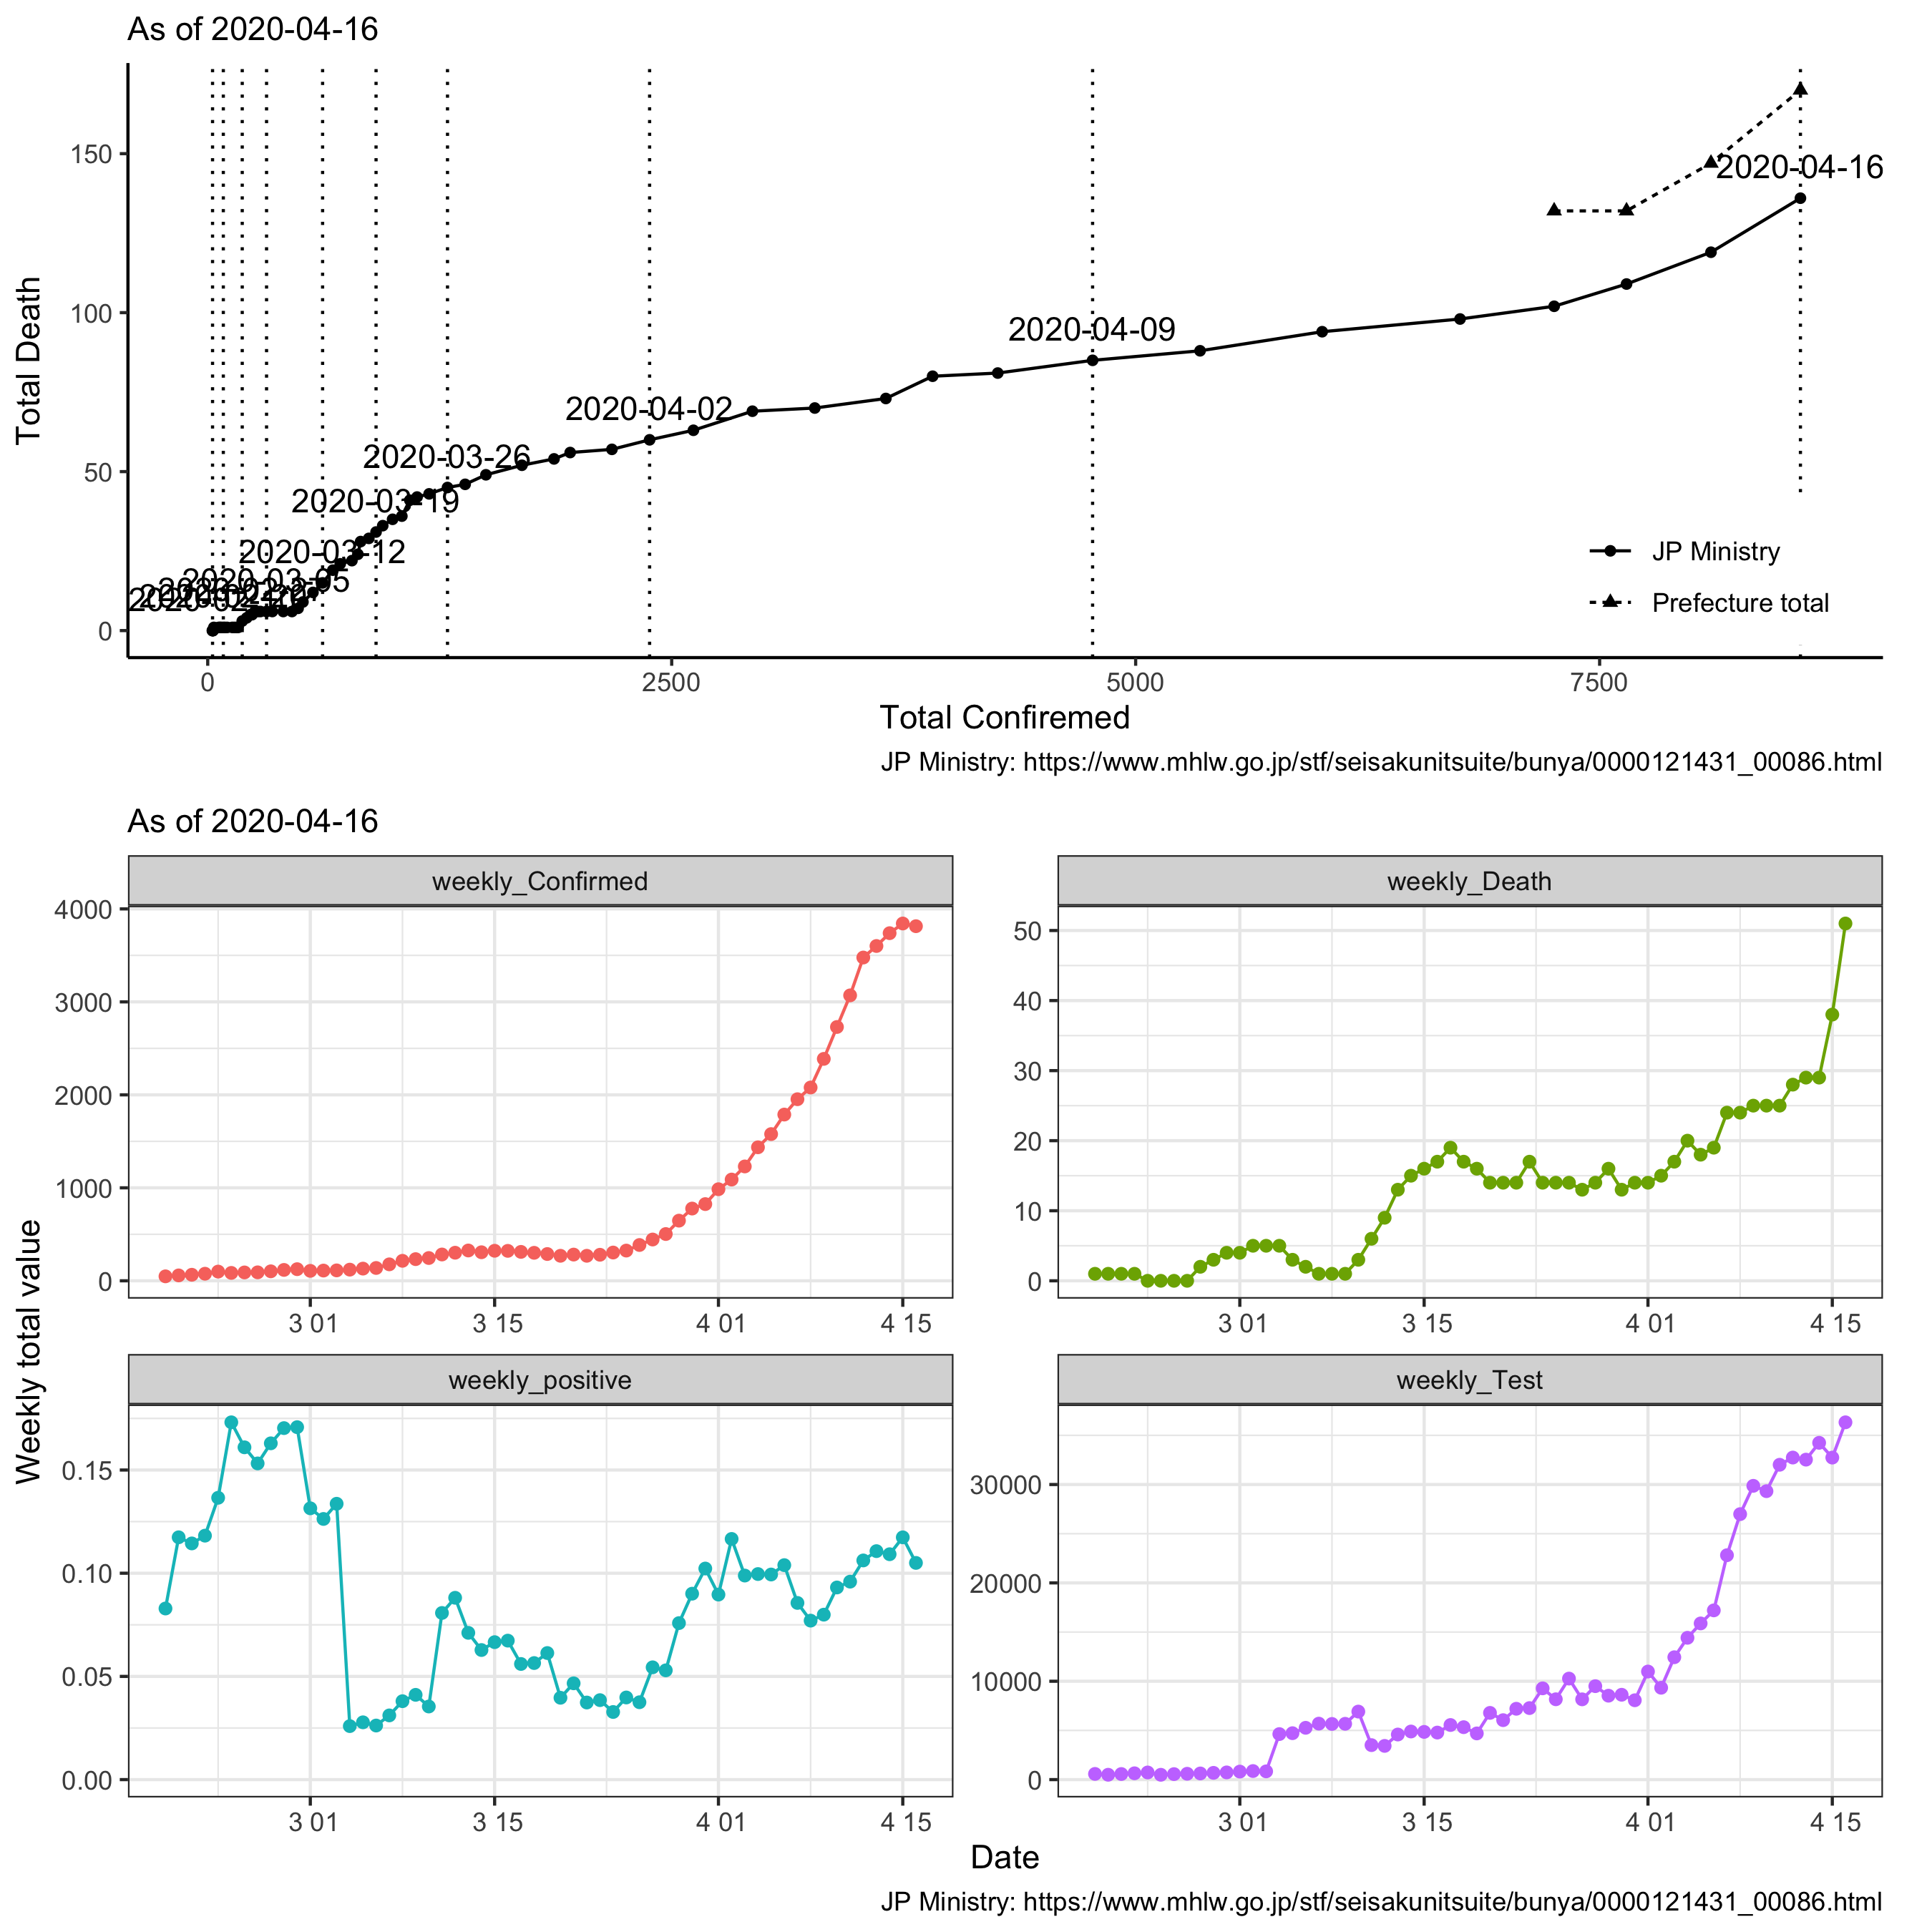 As of 2020-04-16
Total Death
150
100
50
0
2020-04-16
2020-04-09
2020-04-02
2020-03-26
2020-03-19
2020-03-12
2020-03-05
JP Ministry
Prefecture total
0 2500 5000 7500
Total Confiremed
JP Ministry: https://www.mhlw.go.jp/stf/seisakunitsuite/bunya/0000121431_00086.html
As of 2020-04-16
Weekly total value
weekly_Confirmed
4000
3000
2000
1000
0
3 01 3 15 4 01 4 15
weekly_Death
50
40
30
20
10
0
3 01 3 15 4 01 4 15
weekly_positive
0.15
0.10
0.05
0.00
3 01 3 15 4 01 4 15
weekly_Test
30000
20000
10000
0
3 01 3 15 4 01 4 15
Date
JP Ministry: https://www.mhlw.go.jp/stf/seisakunitsuite/bunya/0000121431_00086.html